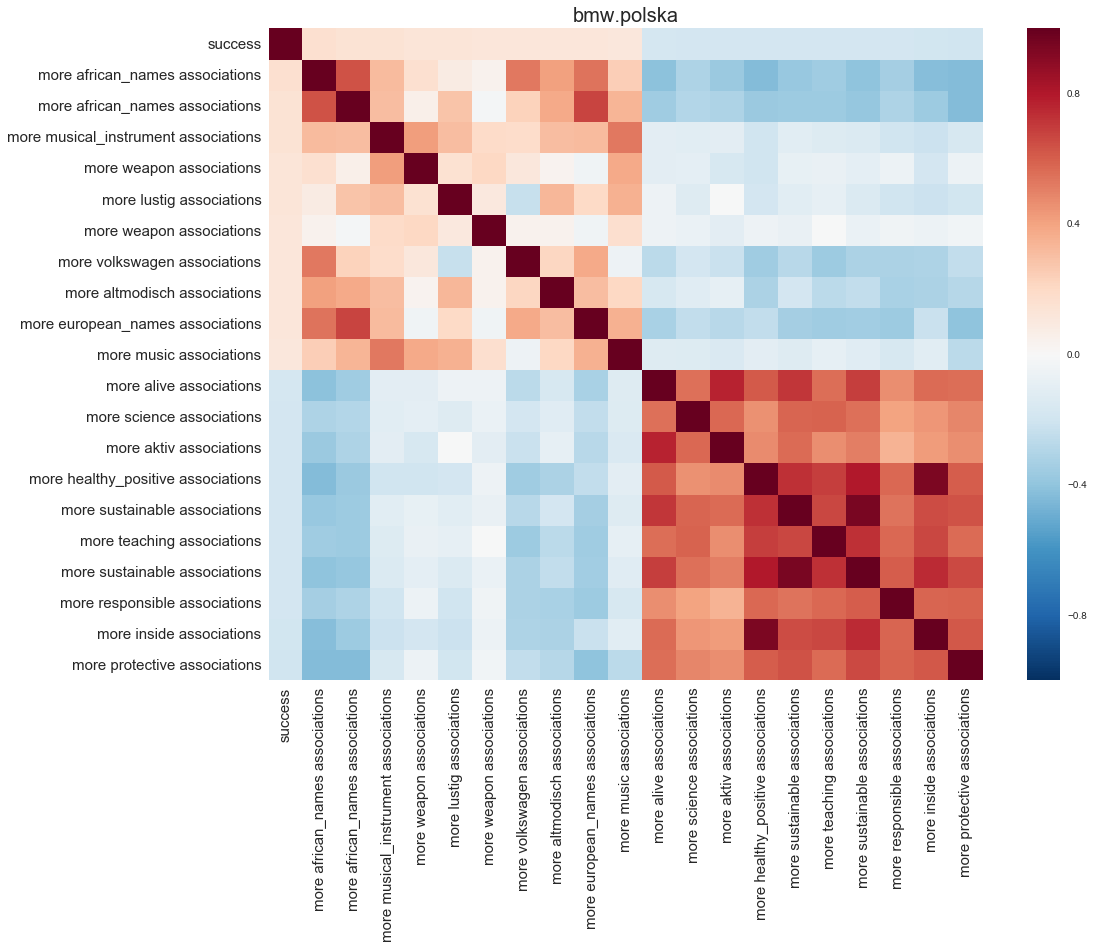 bmw.polska
success
more african_names associations
more african_names associations
more musical_instrument associations
more weapon associations
more lustig associations
more weapon associations
more volkswagen associations
more altmodisch associations
more european_names associations
more music associations
more alive associations
more science associations
more aktiv associations
more healthy_positive associations
more sustainable associations
more teaching associations
more sustainable associations
more responsible associations
more inside associations
more protective associations
success
more african_names associations
more african_names associations
more musical_instrument associations
more weapon associations
more lustig associations
more weapon associations
more volkswagen associations
more altmodisch associations
more european_names associations
more music associations
more alive associations
more science associations
more aktiv associations
more healthy_positive associations
more sustainable associations
more teaching associations
more sustainable associations
more responsible associations
more inside associations
more protective associations
0.8
0.4
0.0
−0.4
−0.8